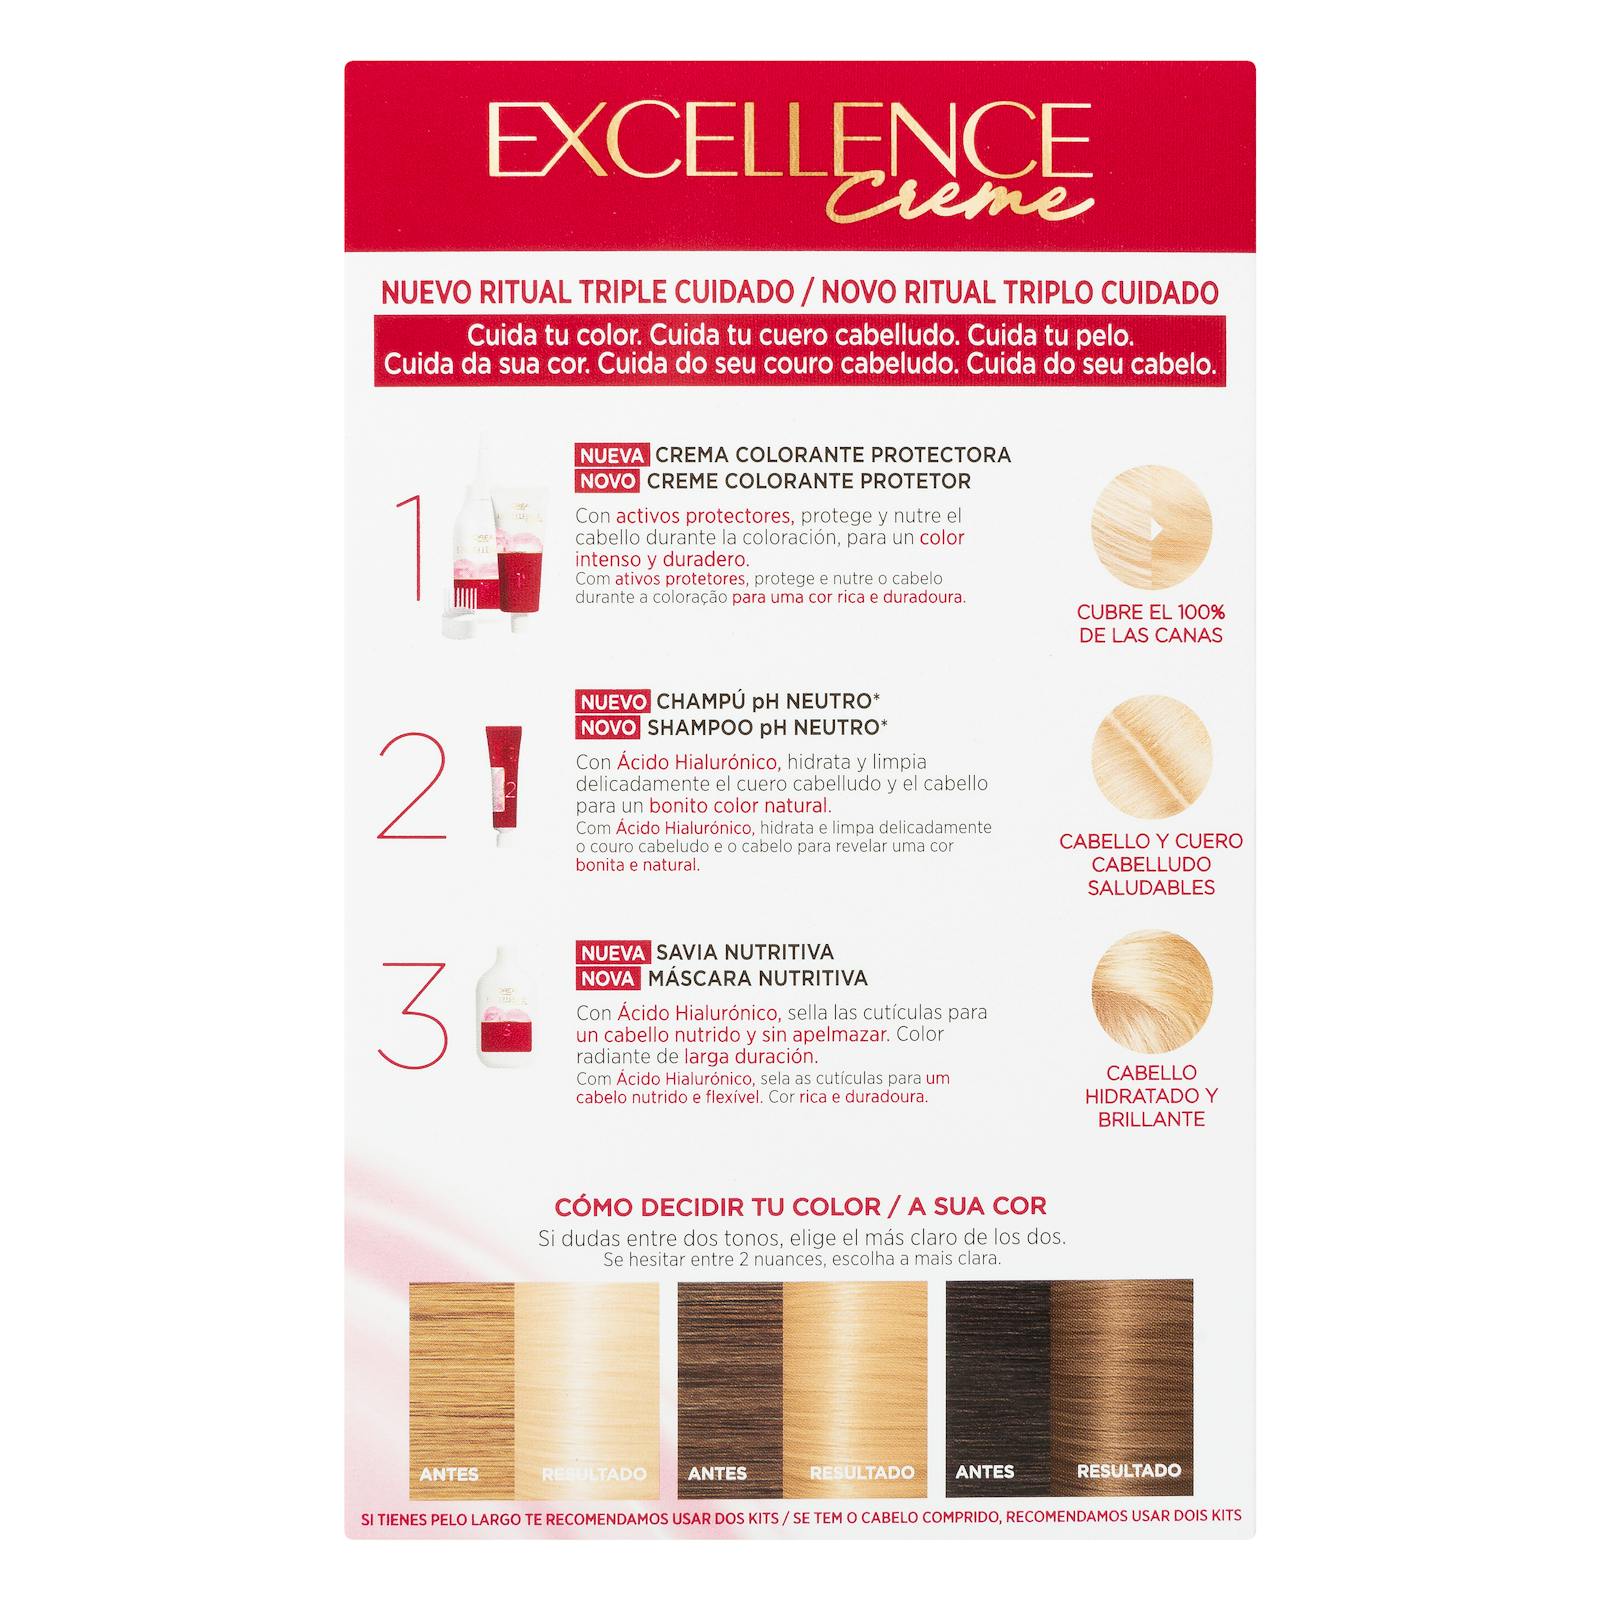 EXCELLENCE
Creme
NUEVO RITUAL TRIPLE CUIDADO / NOVO RITUAL TRIPLO CUIDADO
Cuida tu color. Cuida tu cuero cabelludo. Cuida tu pelo.
Cuida da sua cor. Cuida do seu couro cabeludo. Cuida do seu cabelo.
1
NUEVA CREMA COLORANTE PROTECTORA
NOVO CREME COLORANTE PROTETOR
Con activos protectores, protege y nutre el
cabello durante la coloración, para un color
intenso y duradero.
Com ativos protetores, protege e nutre o cabelo
durante a coloração para uma cor rica e duradoura.
CUBRE EL 100%
DE LAS CANAS
2
2
NUEVO CHAMPÚ pH NEUTRO*
NOVO SHAMPOO pH NEUTRO*
Con Ácido Hialurónico, hidrata y limpia
delicadamente el cuero cabelludo y el cabello
para un bonito color natural.
Com Ácido Hialurónico, hidrata e limpa delicadamente
o couro cabeludo e o cabelo para revelar uma cor
bonita e natural.
CABELLO Y CUERO
CABELLUDO
SALUDABLES
3
3
NUEVA SAVIA NUTRITIVA
NOVA MÁSCARA NUTRITIVA
Con Ácido Hialurónico, sella las cutículas para
un cabello nutrido y sin apelmazar. Color
radiante de larga duración.
Com Ácido Hialurónico, sela as cutículas para um
cabelo nutrido e flexível. Cor rica e duradoura.
CABELLO
HIDRATADO Y
BRILLANTE
CÓMO DECIDIR TU COLOR / A SUA COR
Si dudas entre dos tonos, elige el más claro de los dos.
Se hesitar entre 2 nuances, escolha a mais clara.
ANTES RESULTADO ANTES RESULTADO ANTES RESULTADO
SI TIENES PELO LARGO TE RECOMENDAMOS USAR DOS KITS / SE TEM O CABELO COMPRIDO, RECOMENDAMOS USAR DOIS KITS